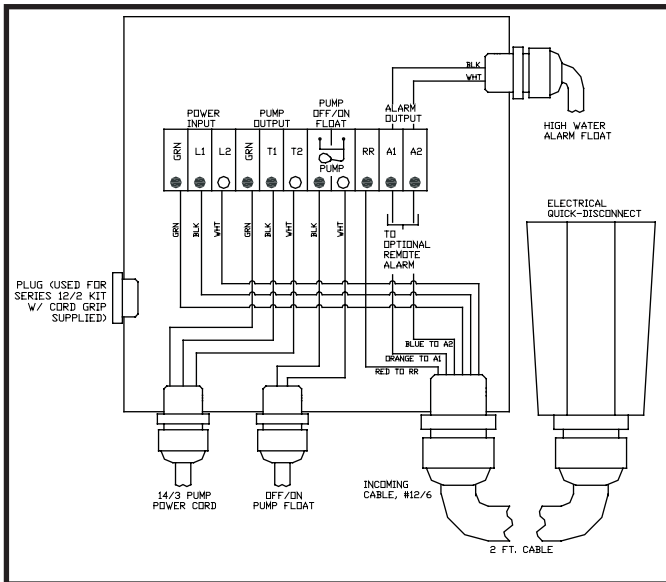 BLK
WHT
HIGH WATER
ALARM FLOAT
POWER
INPUT
PUMP
OUTPUT
PUMP
OFF/ON
FLOAT
ALARM
OUTPUT
GRN
L1
L2
GRN
T1
T2
PUMP
RR
A1
A2
GRN
BLK
WHT
GRN
BLK
WHT
BLK
WHT
TO
OPTIONAL
REMOTE
ALARM
ELECTRICAL
QUICK-DISCONNECT
PLUG (USED FOR
SERIES 12/2 KIT
W/ CORD GRIP
SUPPLIED)
BLUE TO A2
ORANGE TO A1
RED TO RR
14/3 PUMP
POWER CORD
OFF/ON
PUMP FLOAT
INCOMING
CABLE, #12/6
2 FT. CABLE